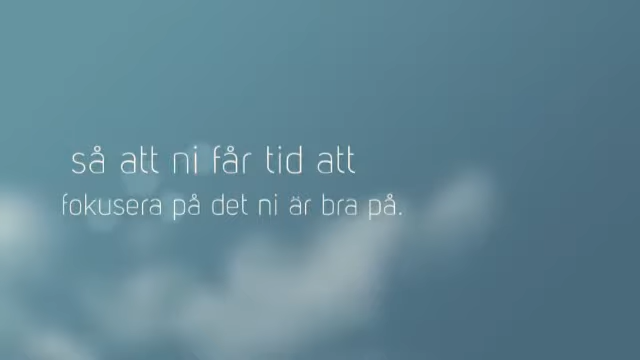 så att ni får tid att
fokusera på det ni är bra på.